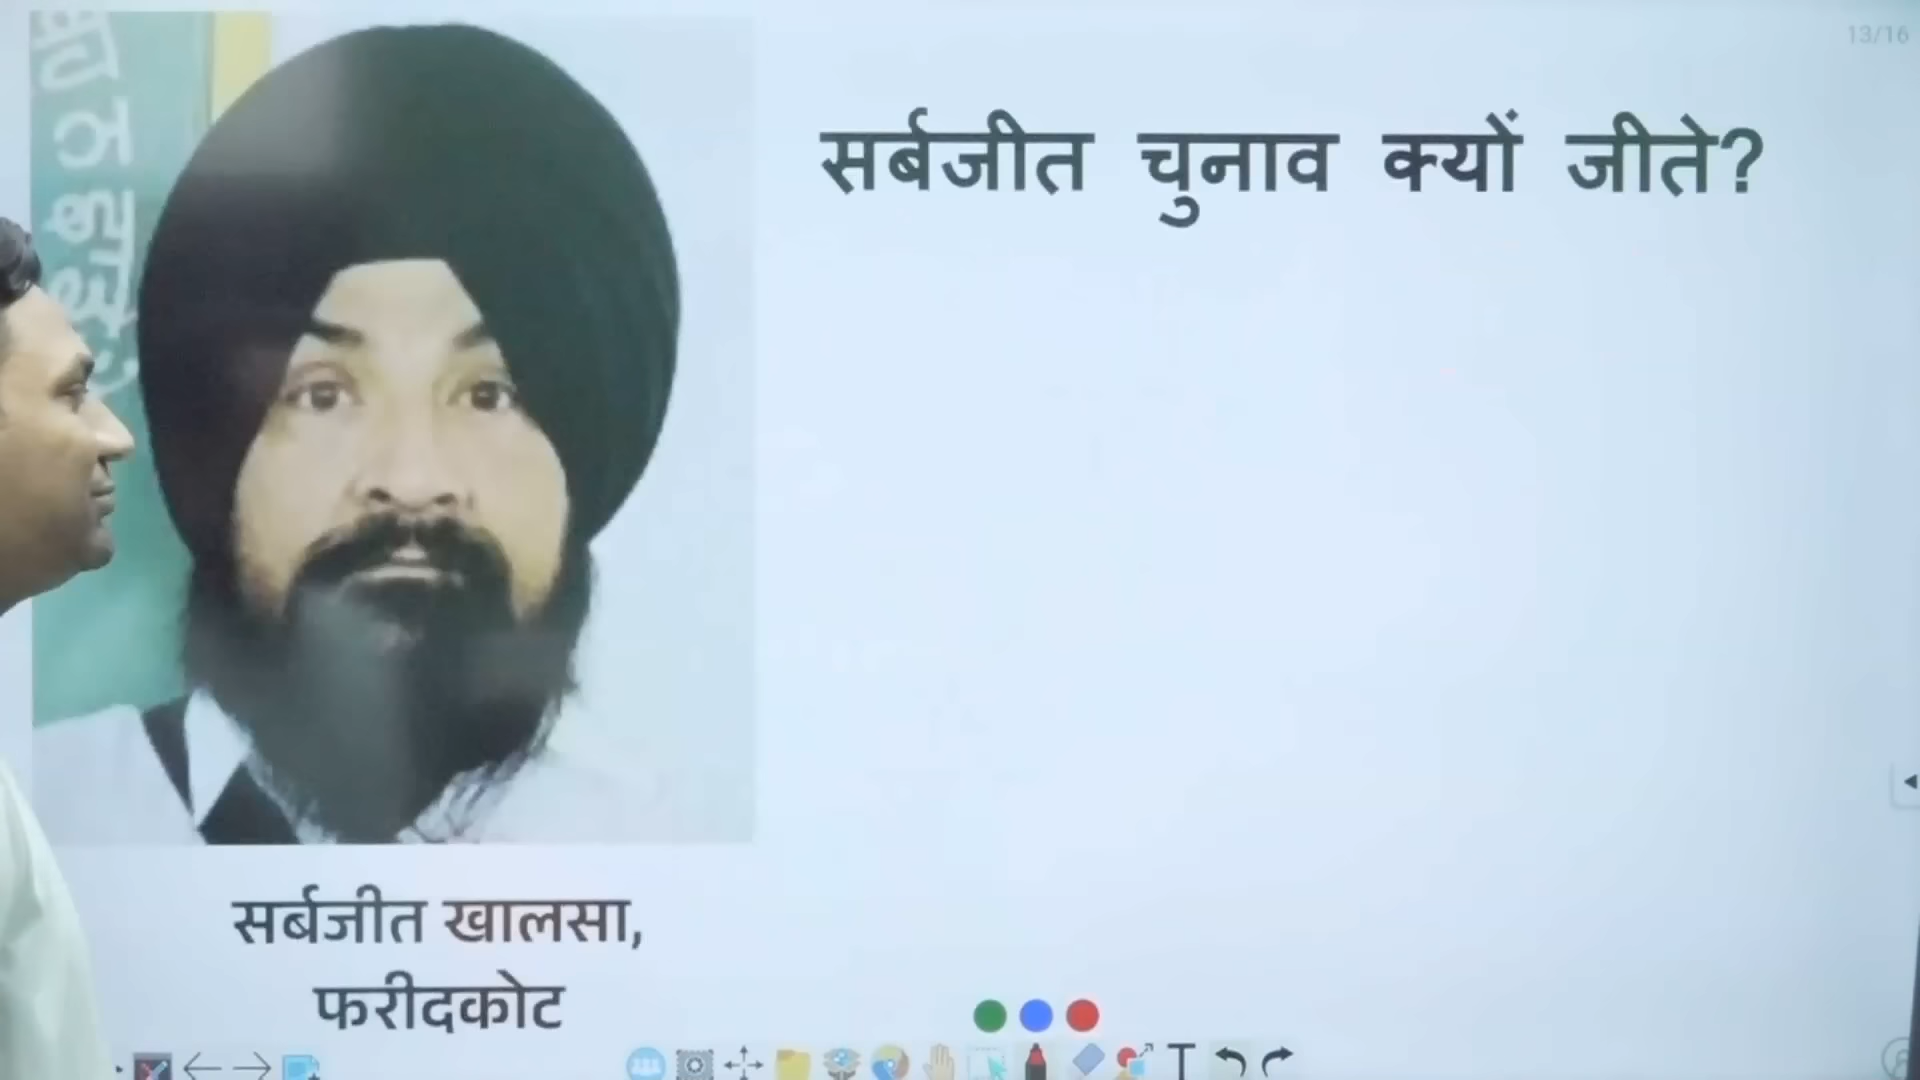 13/16
सर्बजीत चुनाव क्यों जीते?
सर्बजीत खालसा,
फरीदकोट
T